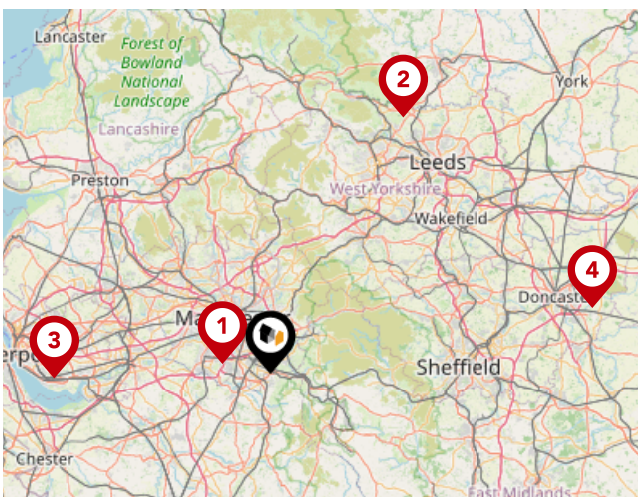 Lancaster
Forest of
Bowland
National
Landscape
2
York
Lancashire
Leeds
Preston
West Yorkshire
Wakefield
4
Doncaste
1
3
Sheffield
Chester
East Midlands